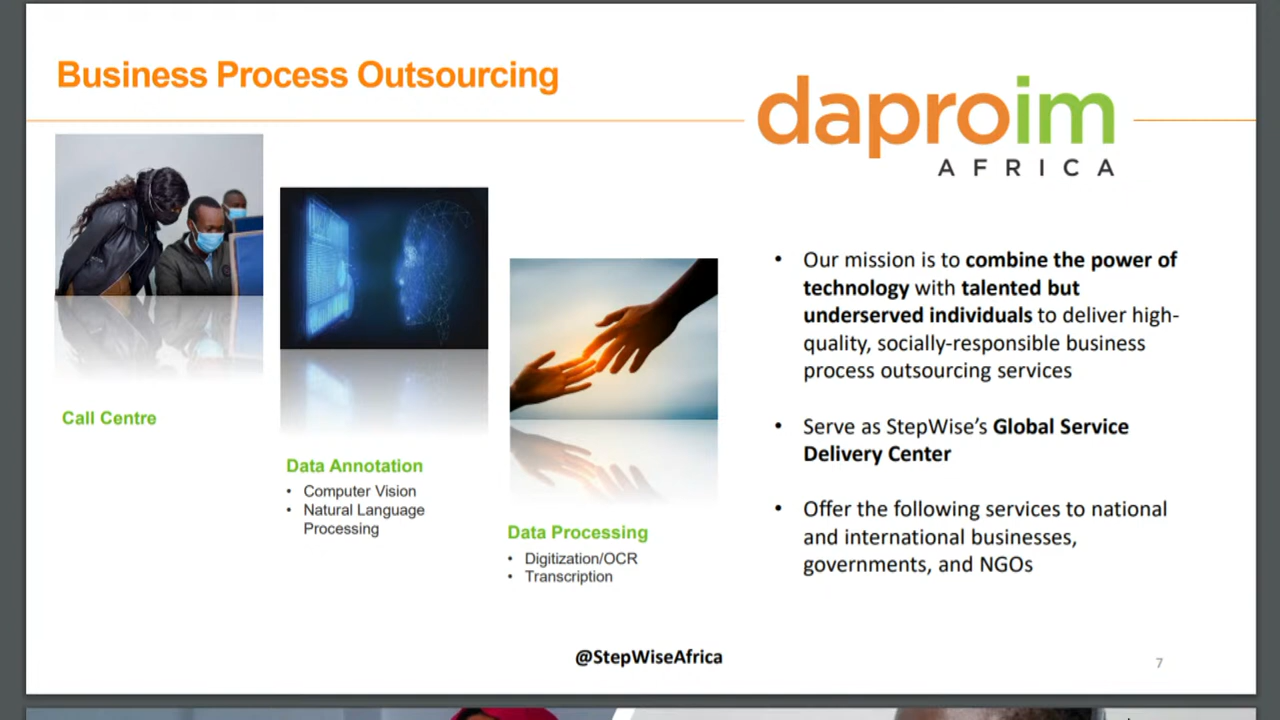 Business Process Outsourcing
daproim
AFRICA
Call Centre
Data Annotation
• Computer Vision
• Natural Language
Processing
Data Processing
• Digitization/OCR
• Transcription
• Our mission is to combine the power of
technology with talented but
underserved individuals to deliver high-
quality, socially-responsible business
process outsourcing services
• Serve as StepWise’s Global Service
Delivery Center
• Offer the following services to national
and international businesses,
governments, and NGOs
@StepWiseAfrica
7